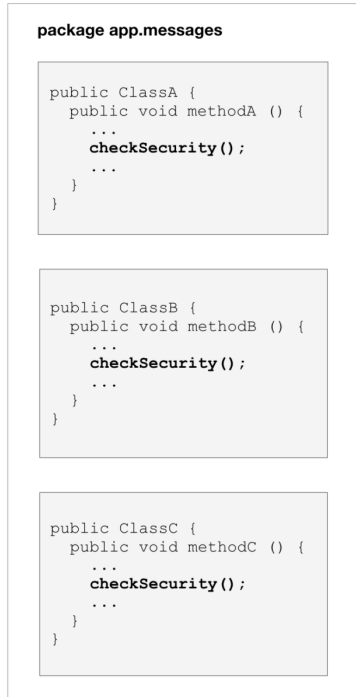 package app.messages
public ClassA {
public void methodA () {
...
checkSecurity();
...
}
}
public ClassB {
public void methodB () {
...
checkSecurity();
...
}
}
public ClassC {
public void methodC () {
...
checkSecurity();
...
}
}